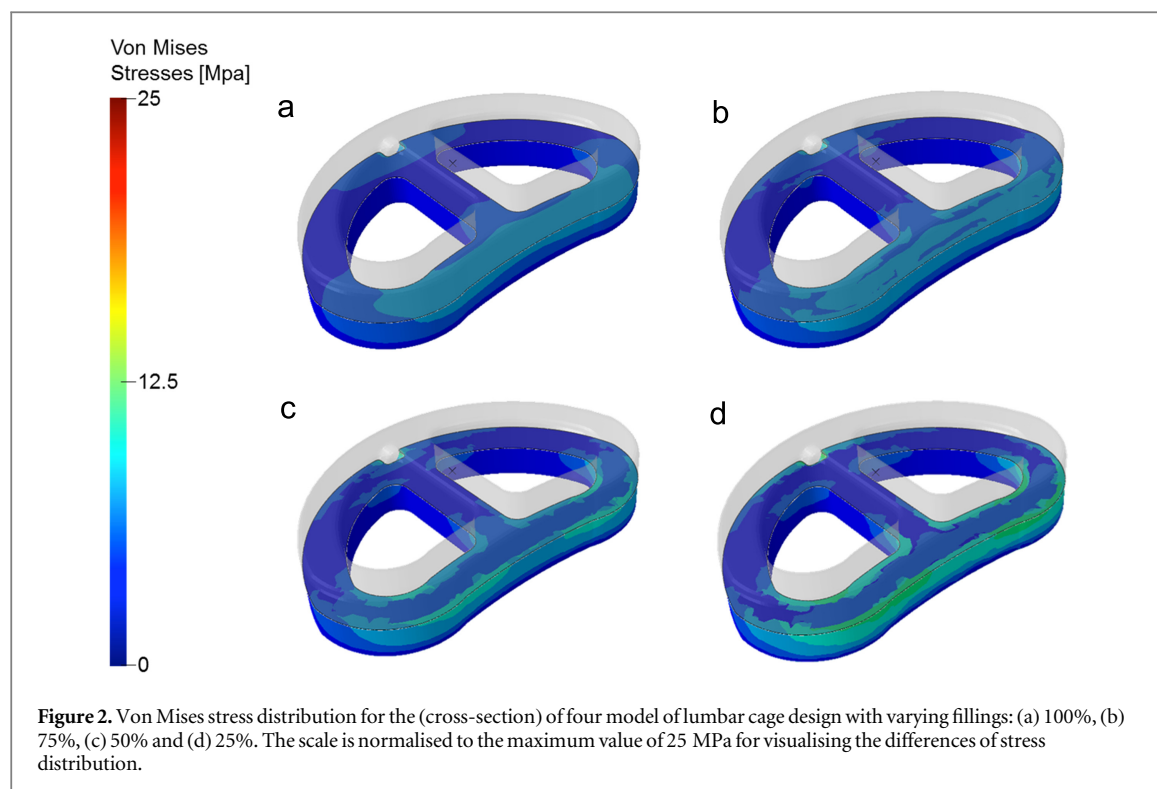 Von Mises
Stresses [Mpa]
25
12.5
0
a
b
c
d
Figure 2. Von Mises stress distribution for the (cross-section) of four model of lumbar cage design with varying fillings: (a) 100%, (b)
75%, (c) 50% and (d) 25%. The scale is normalised to the maximum value of 25 MPa for visualising the differences of stress
distribution.